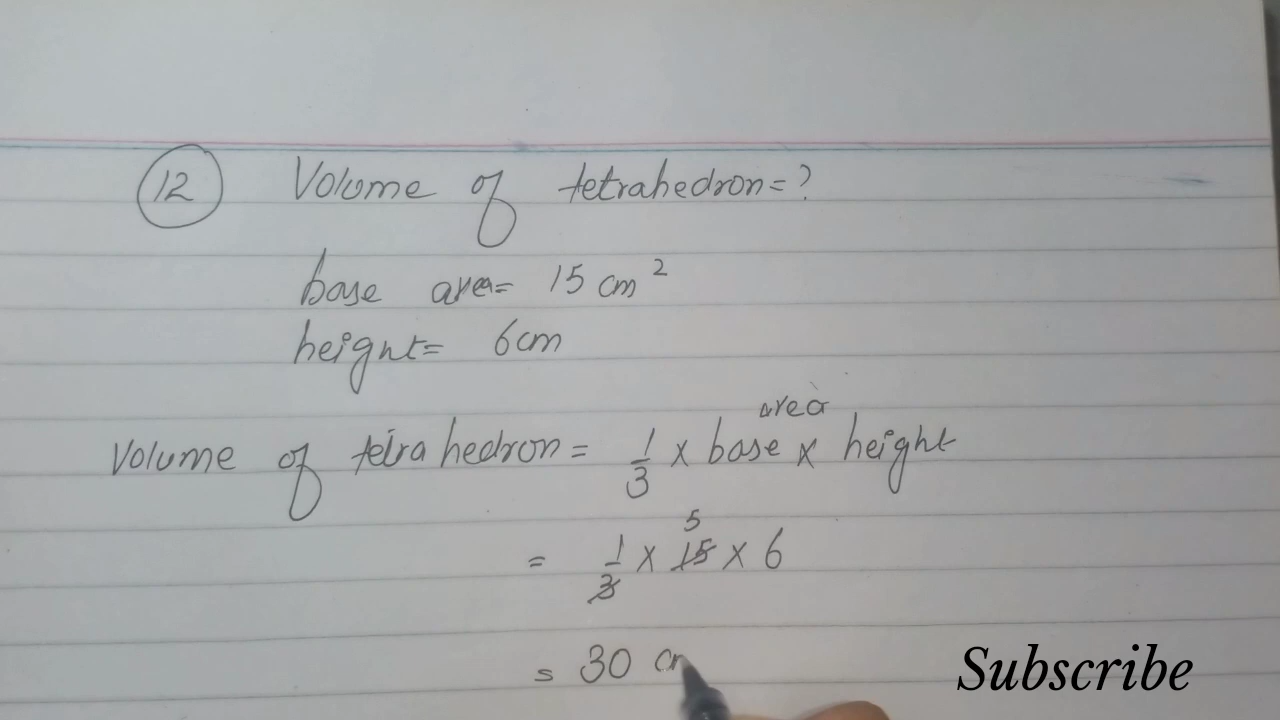 12 Volume of tetrahedron = ?
base area = 15 cm²
height = 6cm
area
Volume of tetrahedron = 1/3 × base × height
5
= 1/3 × 15 × 6
= 30 cm
Subscribe